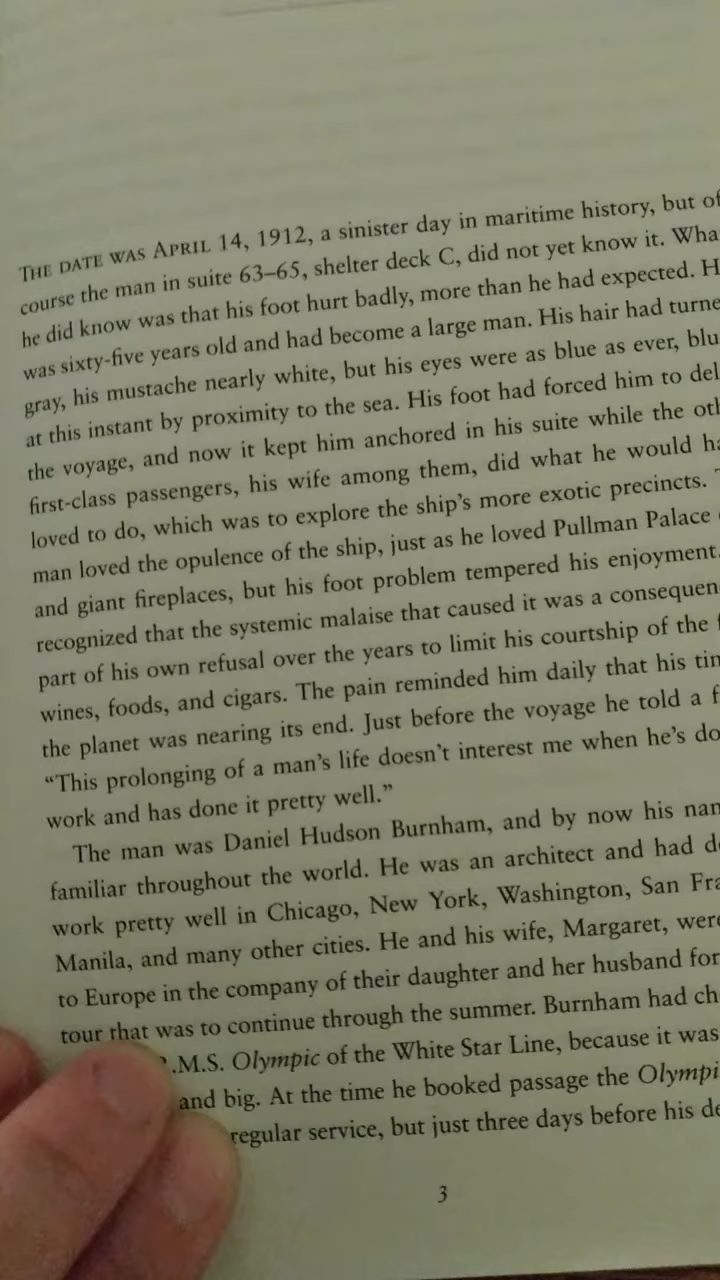 THE DATE WAS APRIL 14, 1912, a sinister day in maritime history, but of
course the man in suite 63–65, shelter deck C, did not yet know it. Wha
he did know was that his foot hurt badly, more than he had expected. H
was sixty-five years old and had become a large man. His hair had turne
gray, his mustache nearly white, but his eyes were as blue as ever, blu
at this instant by proximity to the sea. His foot had forced him to del
the voyage, and now it kept him anchored in his suite while the oth
first-class passengers, his wife among them, did what he would ha
loved to do, which was to explore the ship's more exotic precincts. T
man loved the opulence of the ship, just as he loved Pullman Palace
and giant fireplaces, but his foot problem tempered his enjoyment.
recognized that the systemic malaise that caused it was a consequen
part of his own refusal over the years to limit his courtship of the f
wines, foods, and cigars. The pain reminded him daily that his tim
the planet was nearing its end. Just before the voyage he told a f
“This prolonging of a man's life doesn't interest me when he's do
work and has done it pretty well.”
The man was Daniel Hudson Burnham, and by now his nam
familiar throughout the world. He was an architect and had d
work pretty well in Chicago, New York, Washington, San Fra
Manila, and many other cities. He and his wife, Margaret, were
to Europe in the company of their daughter and her husband for
tour that was to continue through the summer. Burnham had ch
.M.S. Olympic of the White Star Line, because it was
and big. At the time he booked passage the Olympi
regular service, but just three days before his de
3